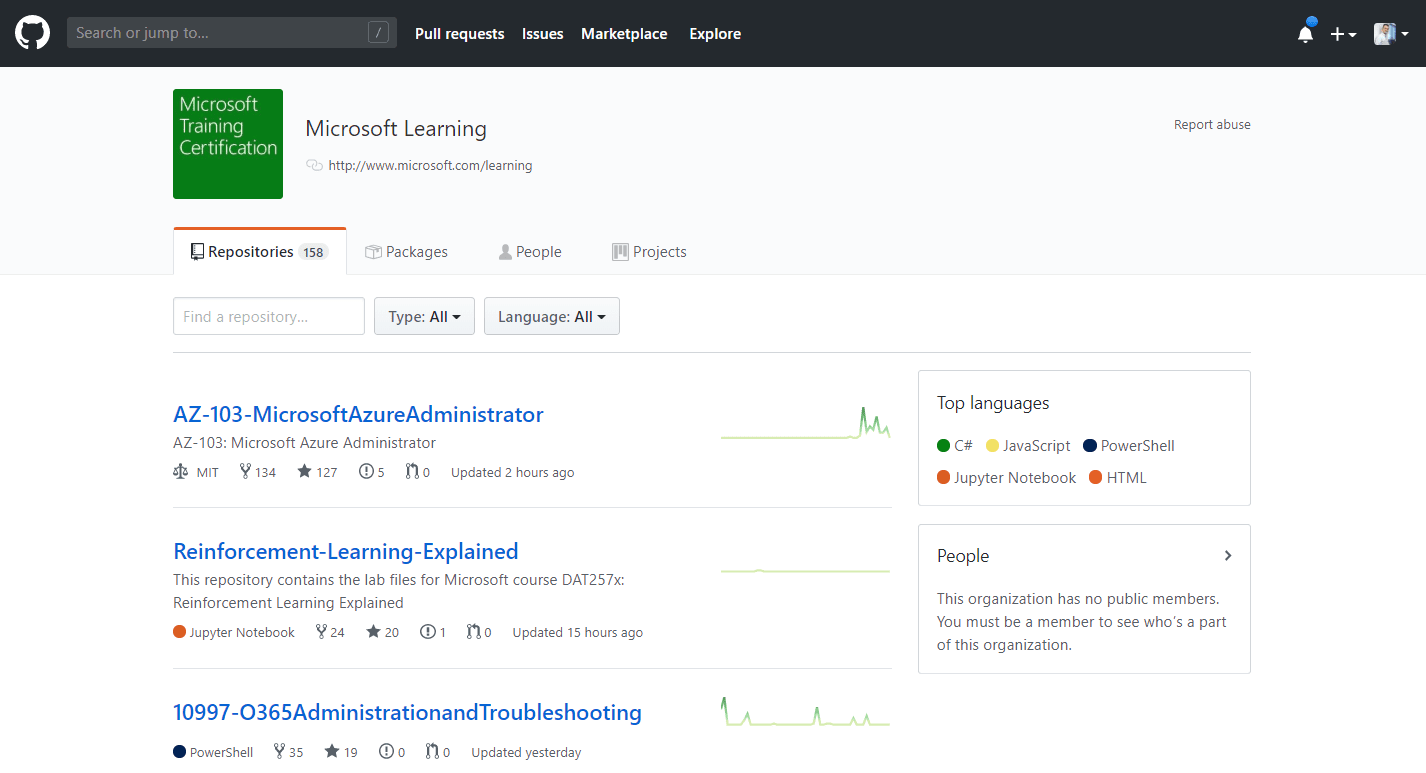 Search or jump to... /
Pull requests Issues Marketplace Explore
Microsoft
Training
Certification
Microsoft Learning
http://www.microsoft.com/learning
Report abuse
Repositories 158 Packages People Projects
Find a repository... Type: All Language: All
AZ-103-MicrosoftAzureAdministrator
AZ-103: Microsoft Azure Administrator
MIT 134 127 5 0 Updated 2 hours ago
Reinforcement-Learning-Explained
This repository contains the lab files for Microsoft course DAT257x:
Reinforcement Learning Explained
Jupyter Notebook 24 20 1 0 Updated 15 hours ago
10997-O365AdministrationandTroubleshooting
PowerShell 35 19 0 0 Updated yesterday
Top languages
C# JavaScript PowerShell
Jupyter Notebook HTML
People
This organization has no public members.
You must be a member to see who's a part
of this organization.